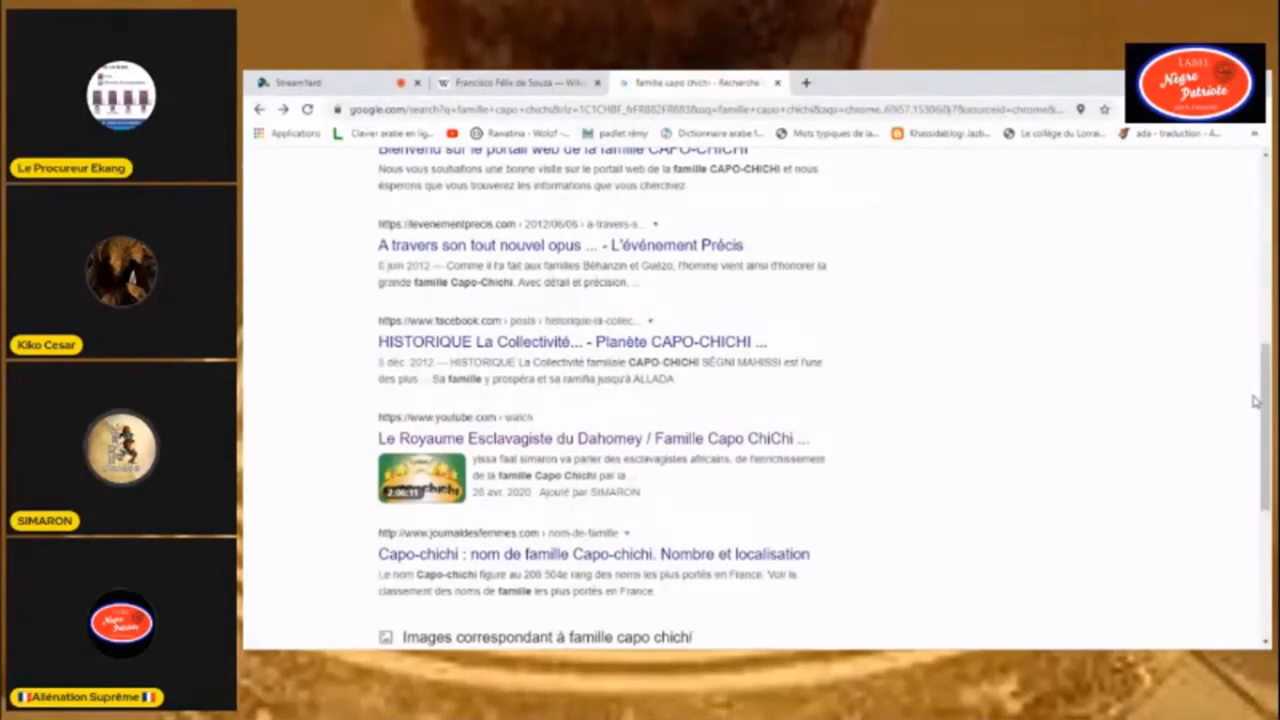 Le Procureur Ekang
Kiko Cesar
SIMARON
🇫🇷Aliénation Suprême🇫🇷
LABEL
Nègre
Patriote
StreamYard
Francisco Félix de Souza — Wiki
famille capo chichi - Recherche
Applications
Clavier arabe en lig...
Rawatina - Wolof -...
padlet rémy
Dictionnaire arabe f...
Mots typiques de la...
Khassidablog: Jazb...
Le collège du Lorrai...
ada - traduction - A...
Bienvenu sur le portail web de la famille CAPO-CHICHI
Nous vous souhaitons une bonne visite sur le portail web de la famille CAPO-CHICHI et nous
ésperons que vous trouverez les informations que vous cherchiez.
https://levenementprecis.com › 2012/06/06 › a-travers-s...
A travers son tout nouvel opus ... - L'événement Précis
6 juin 2012 — Comme il l'a fait aux familles Béhanzin et Guézo, l'homme vient ainsi d'honorer la
grande famille Capo-Chichi. Avec détail et précision, ...
https://www.facebook.com › posts › historique-la-collec...
HISTORIQUE La Collectivité... - Planète CAPO-CHICHI ...
6 déc. 2012 — HISTORIQUE La Collectivité familiale CAPO-CHICHI SÈGNI MAHISSI est l'une
des plus ... Sa famille y prospéra et sa ramifia jusqu'à ALLADA.
https://www.youtube.com › watch
Le Royaume Esclavagiste du Dahomey / Famille Capo ChiChi ...
2:06:11
yissa faal simaron va parler des esclavagistes africains, de l'enrichissement
de la famille Capo Chichi par la ...
26 avr. 2020 · Ajouté par SIMARON
http://www.journaldesfemmes.com › nom-de-famille
Capo-chichi : nom de famille Capo-chichi. Nombre et localisation
Le nom Capo-chichi figure au 208 504e rang des noms les plus portés en France. Voir le
classement des noms de famille les plus portés en France
Images correspondant à famille capo chichi